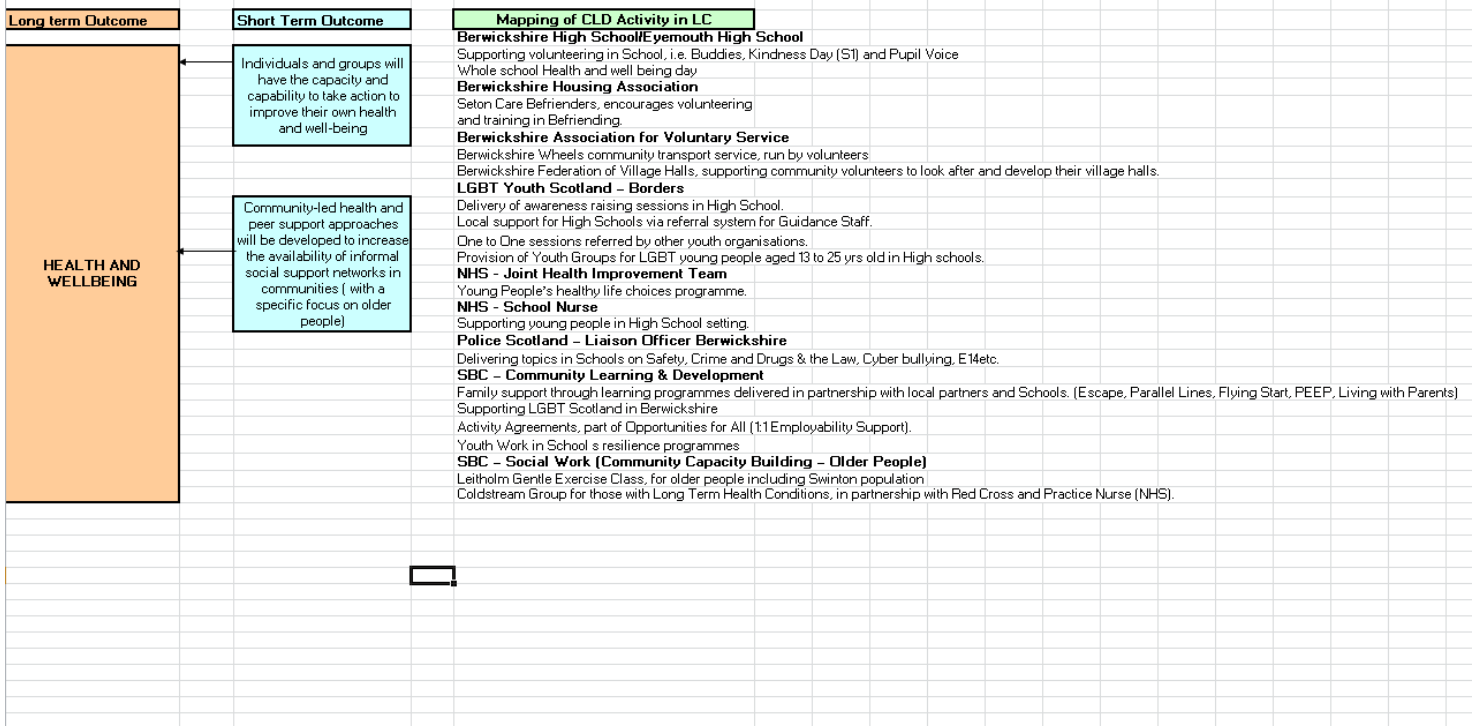 Long term Outcome
Short Term Outcome
Mapping of CLD Activity in LC
HEALTH AND
WELLBEING
Individuals and groups will
have the capacity and
capability to take action to
improve their own health
and well-being
Community-led health and
peer support approaches
will be developed to increase
the availability of informal
social support networks in
communities ( with a
specific focus on older
people)
Berwickshire High School/Eyemouth High School
Supporting volunteering in School, i.e. Buddies, Kindness Day (S1) and Pupil Voice
Whole school Health and well being day
Berwickshire Housing Association
Seton Care Befrienders, encourages volunteering
and training in Befriending.
Berwickshire Association for Voluntary Service
Berwickshire Wheels community transport service, run by volunteers
Berwickshire Federation of Village Halls, supporting community volunteers to look after and develop their village halls.
LGBT Youth Scotland – Borders
Delivery of awareness raising sessions in High School.
Local support for High Schools via referral system for Guidance Staff.
One to One sessions referred by other youth organisations.
Provision of Youth Groups for LGBT young people aged 13 to 25 yrs old in High schools.
NHS - Joint Health Improvement Team
Young People's healthy life choices programme.
NHS - School Nurse
Supporting young people in High School setting.
Police Scotland – Liaison Officer Berwickshire
Delivering topics in Schools on Safety, Crime and Drugs & the Law, Cyber bullying, E14etc.
SBC – Community Learning & Development
Family support through learning programmes delivered in partnership with local partners and Schools. (Escape, Parallel Lines, Flying Start, PEEP, Living with Parents)
Supporting LGBT Scotland in Berwickshire
Activity Agreements, part of Opportunities for All (1:1 Employability Support).
Youth Work in School s resilience programmes
SBC – Social Work (Community Capacity Building – Older People)
Leitholm Gentle Exercise Class, for older people including Swinton population
Coldstream Group for those with Long Term Health Conditions, in partnership with Red Cross and Practice Nurse (NHS).